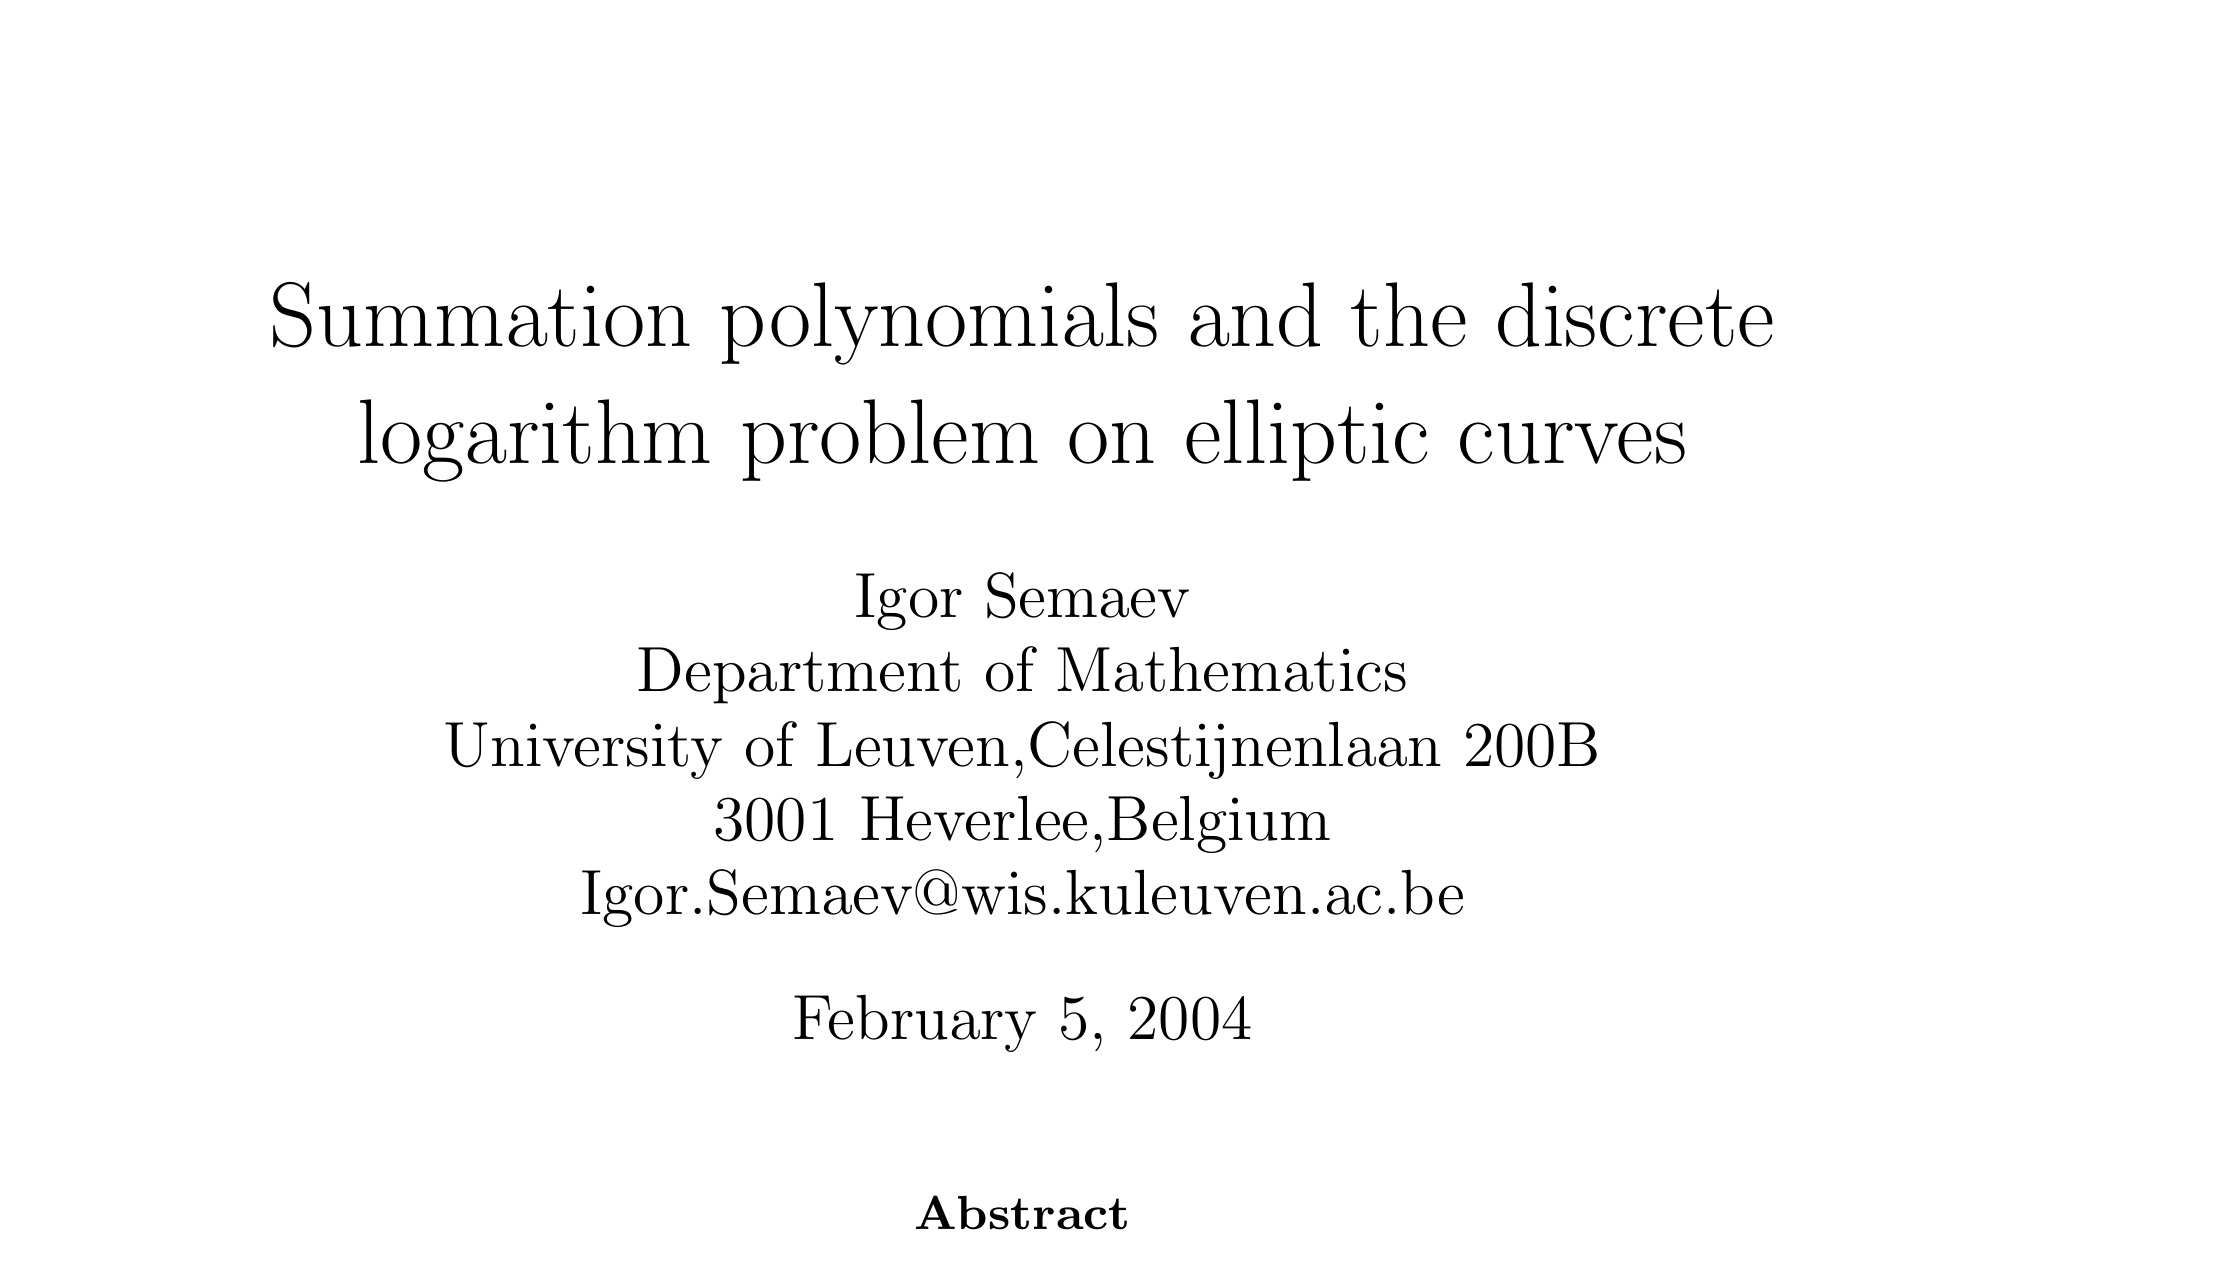 Summation polynomials and the discrete
logarithm problem on elliptic curves
Igor Semaev
Department of Mathematics
University of Leuven,Celestijnenlaan 200B
3001 Heverlee,Belgium
Igor.Semaev@wis.kuleuven.ac.be
February 5, 2004
Abstract